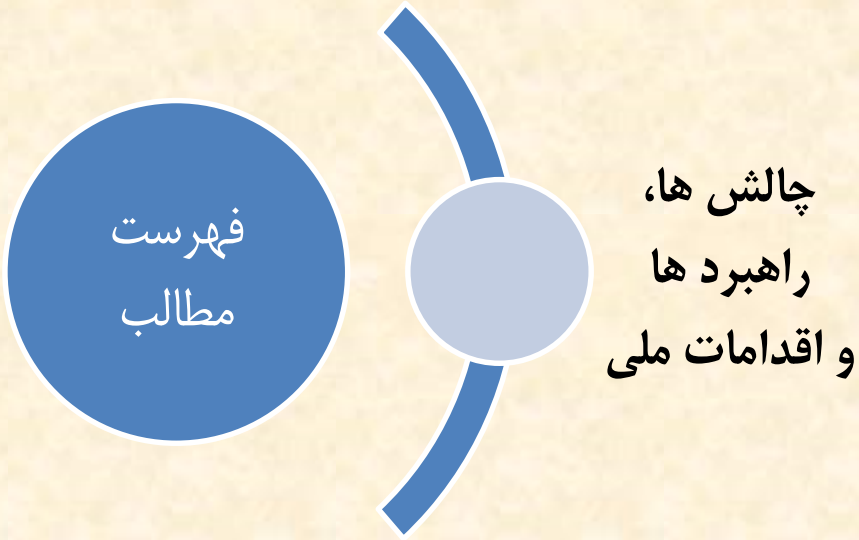 فهرست
مطالب
چالش ها،
راهبرد ها
و اقدامات ملی